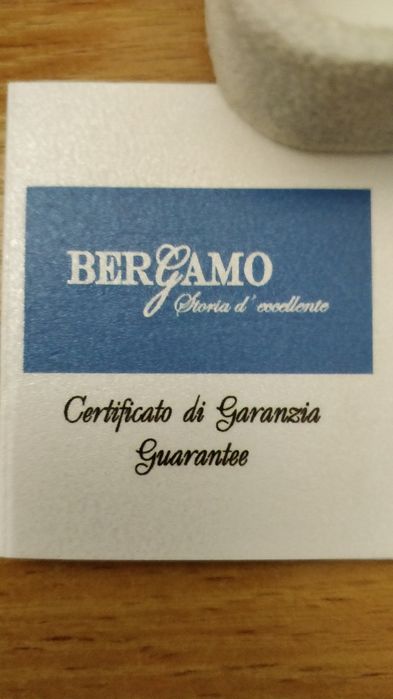 BERGAMO
Storia d' eccellente
Certificato di Garanzia
Guarantee